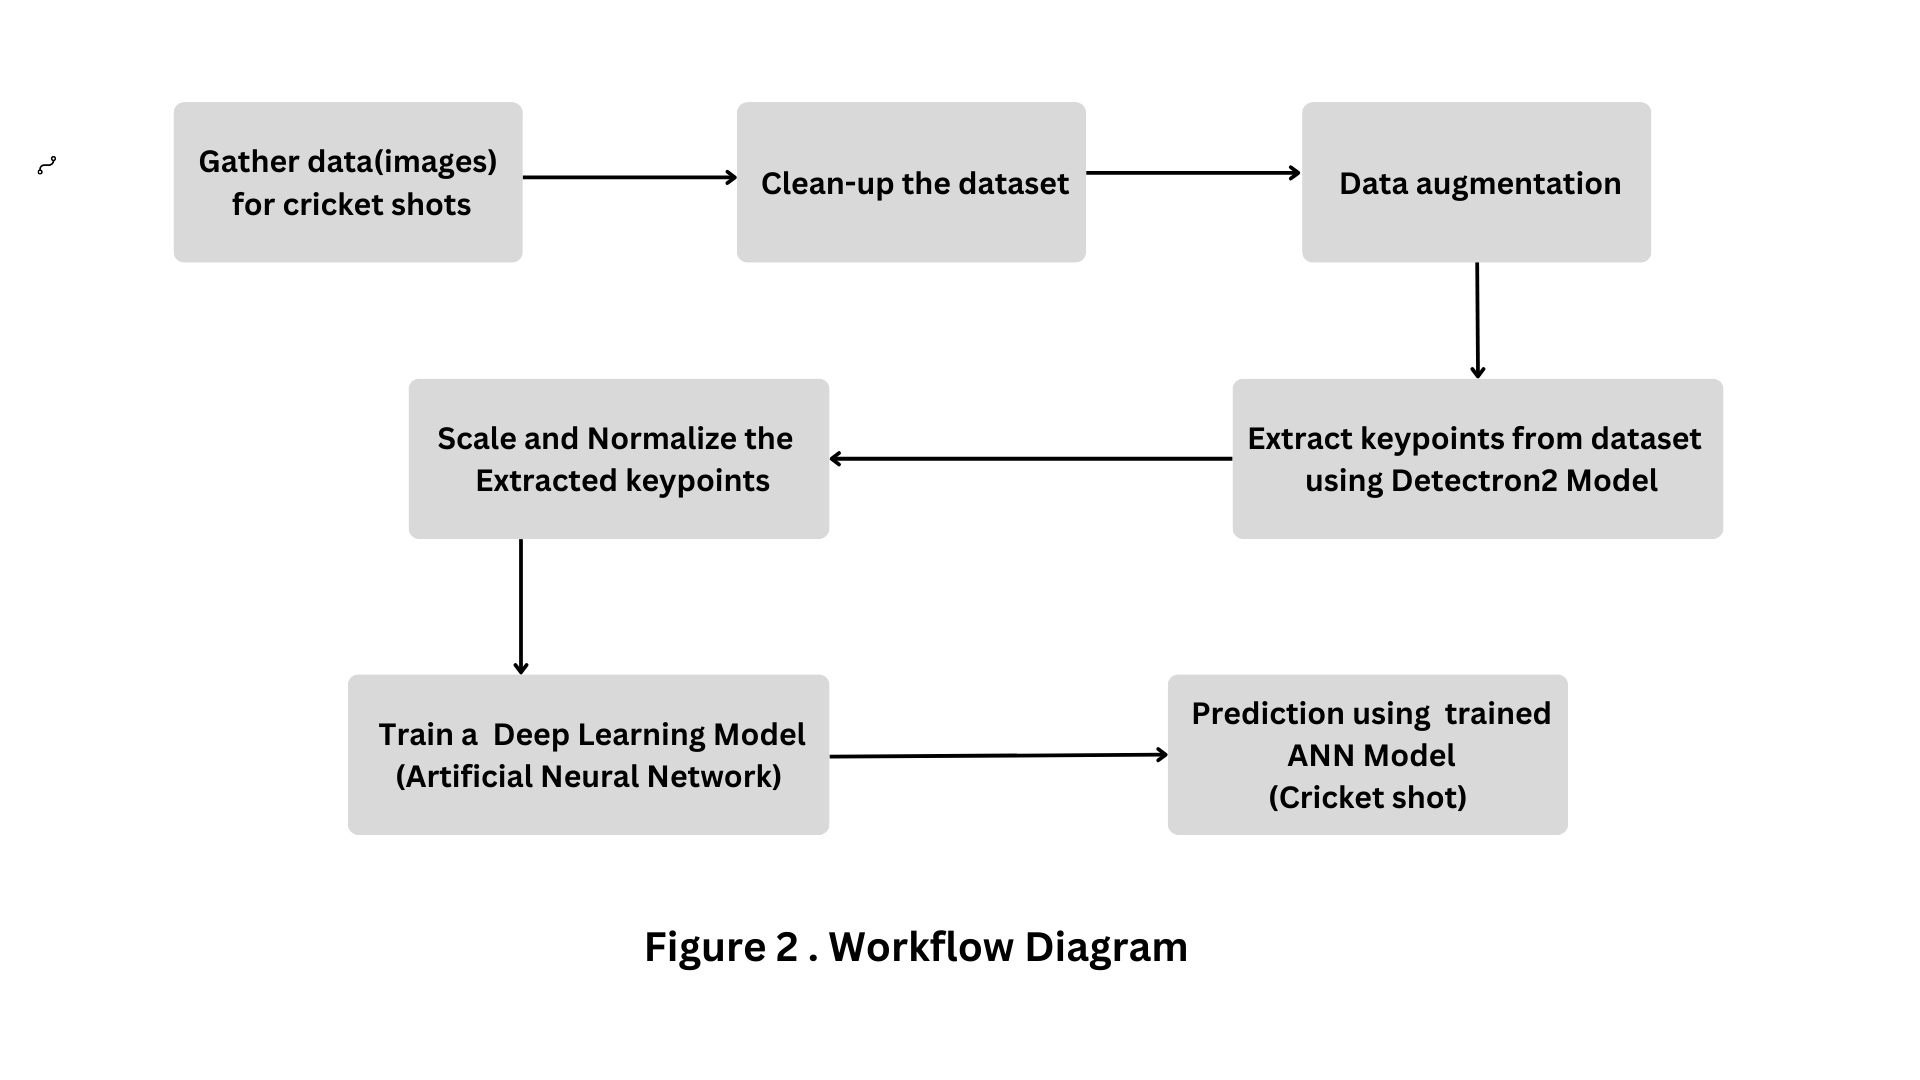 Gather data(images)
for cricket shots
Clean-up the dataset
Data augmentation
Extract keypoints from dataset
using Detectron2 Model
Scale and Normalize the
Extracted keypoints
Train a  Deep Learning Model
(Artificial Neural Network)
Prediction using  trained
ANN Model
(Cricket shot)
Figure 2 . Workflow Diagram